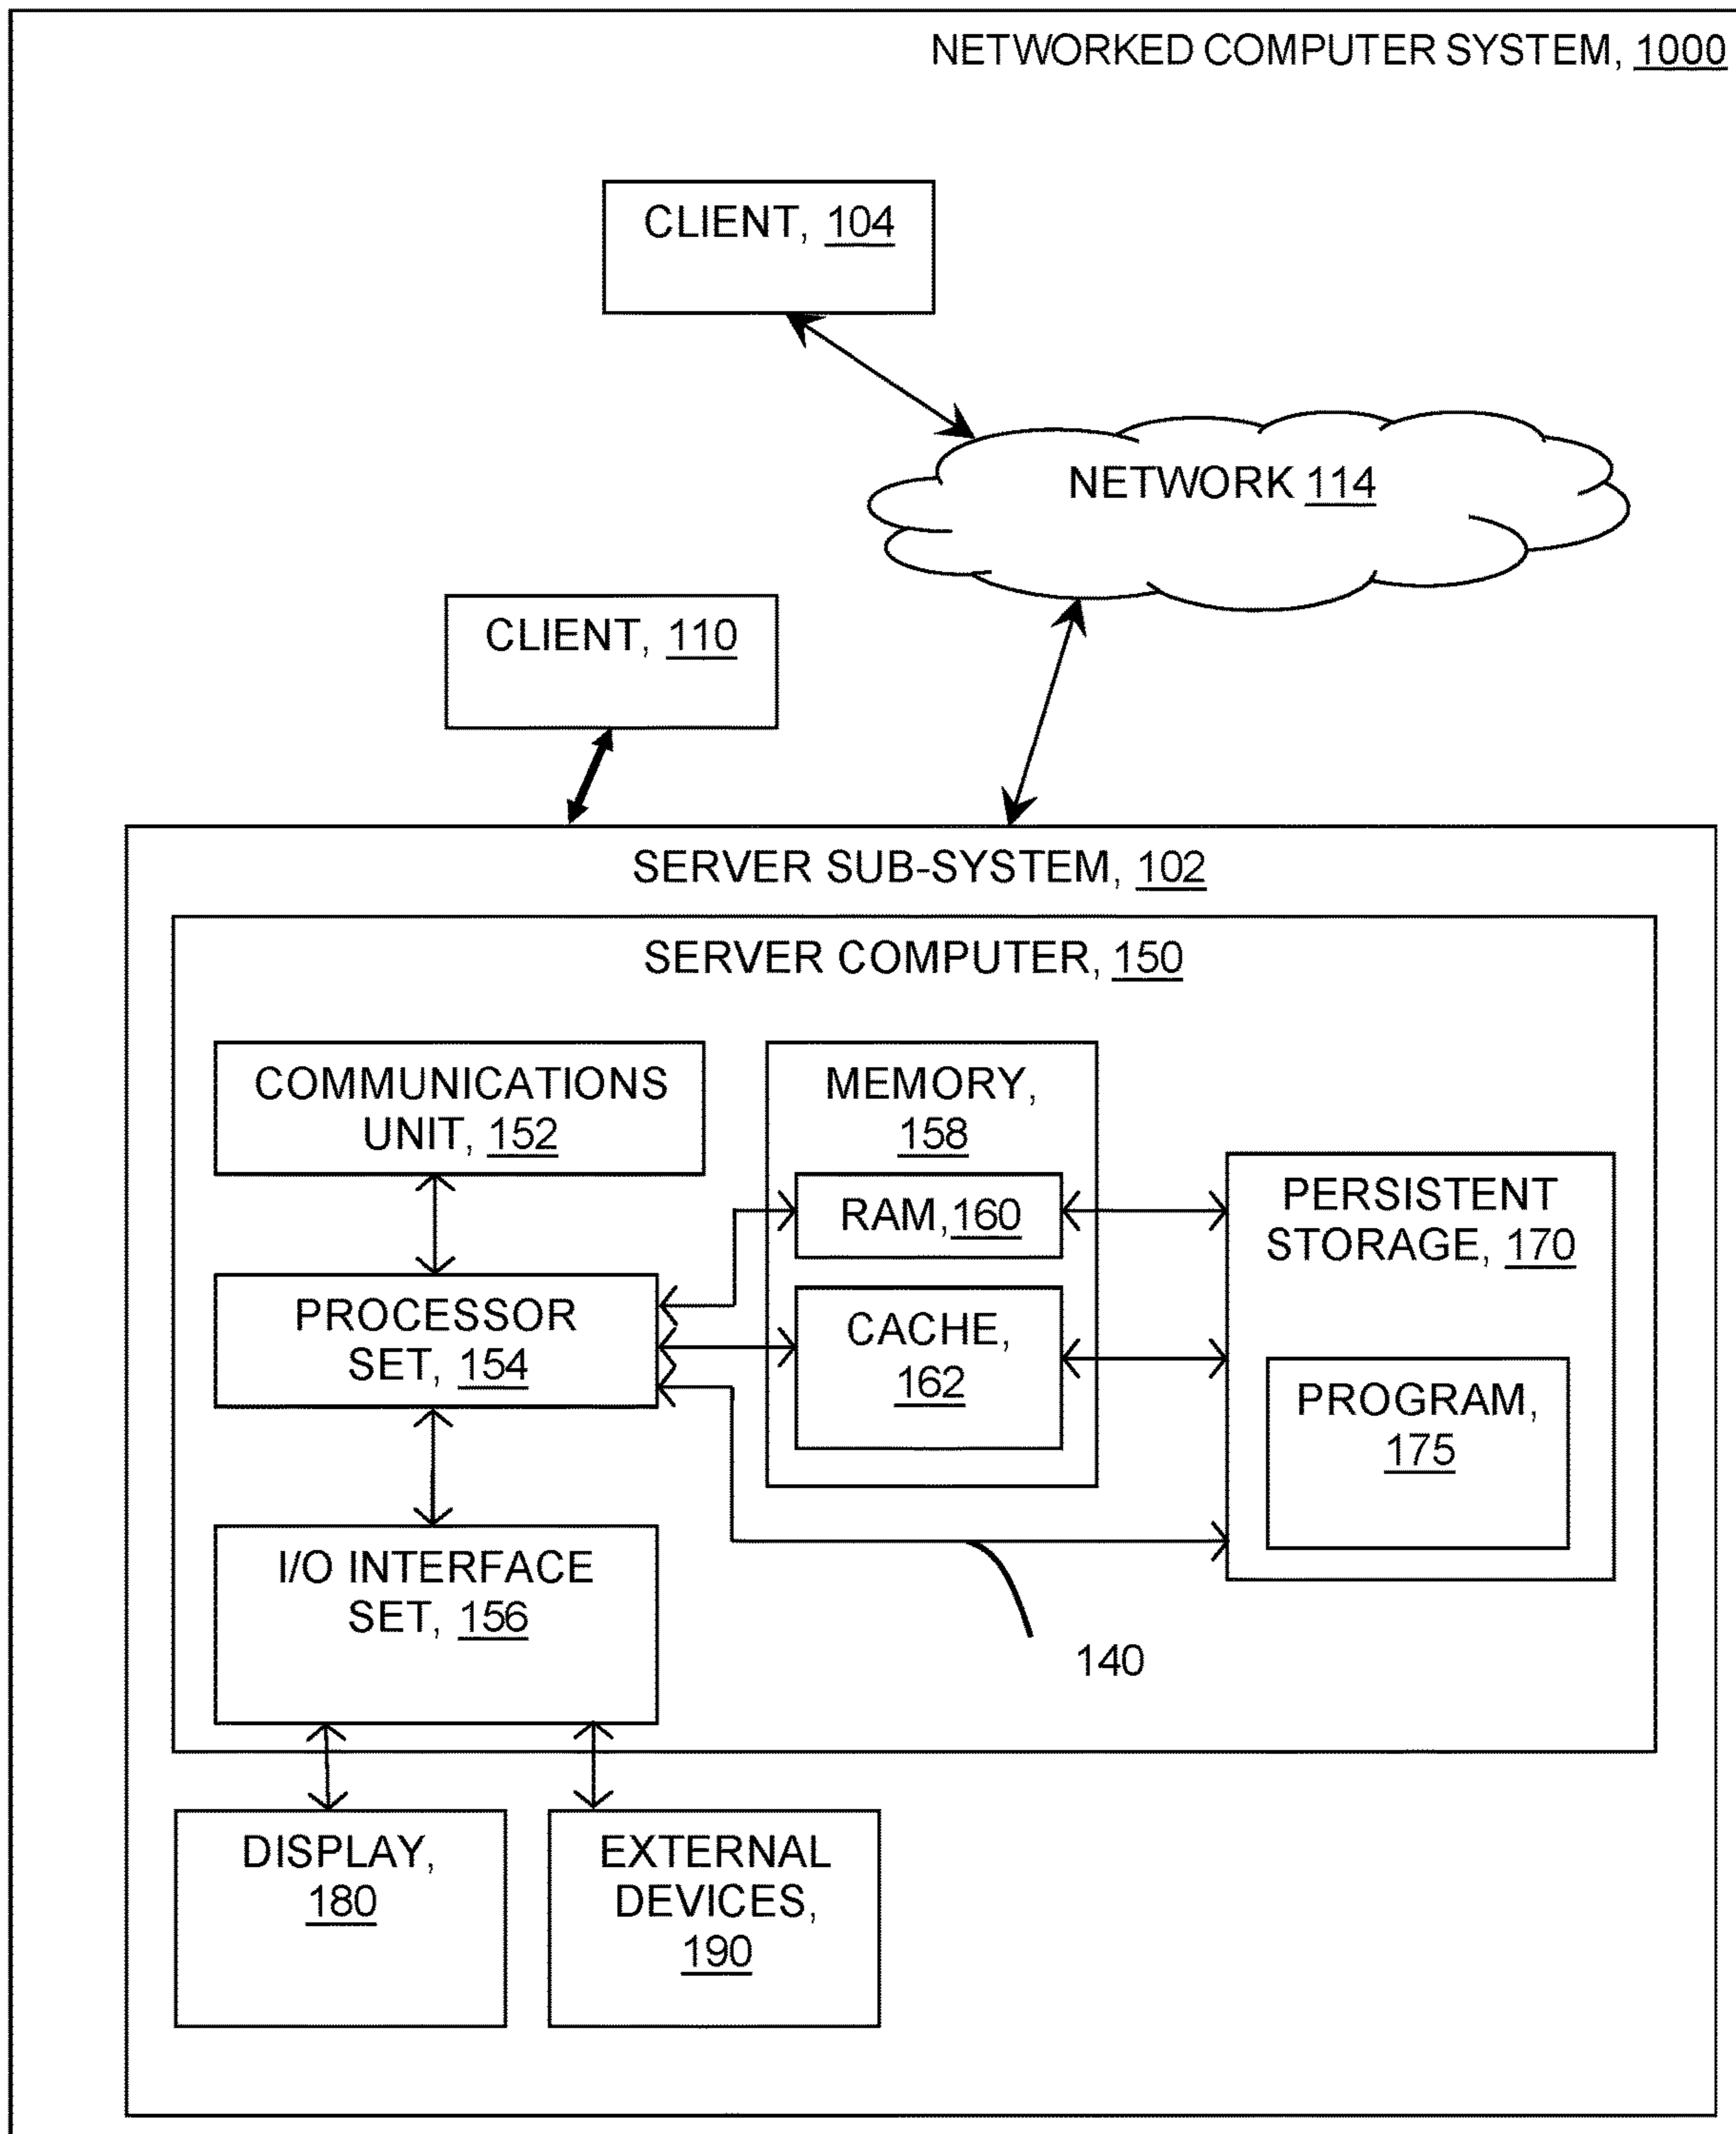 NETWORKED COMPUTER SYSTEM, 1000
CLIENT, 104
NETWORK 114
CLIENT, 110
SERVER SUB-SYSTEM, 102
SERVER COMPUTER, 150
COMMUNICATIONS
UNIT, 152
MEMORY,
158
RAM,160
PERSISTENT
STORAGE, 170
PROCESSOR
SET, 154
CACHE,
162
PROGRAM,
175
I/O INTERFACE
SET, 156
140
DISPLAY,
180
EXTERNAL
DEVICES,
190